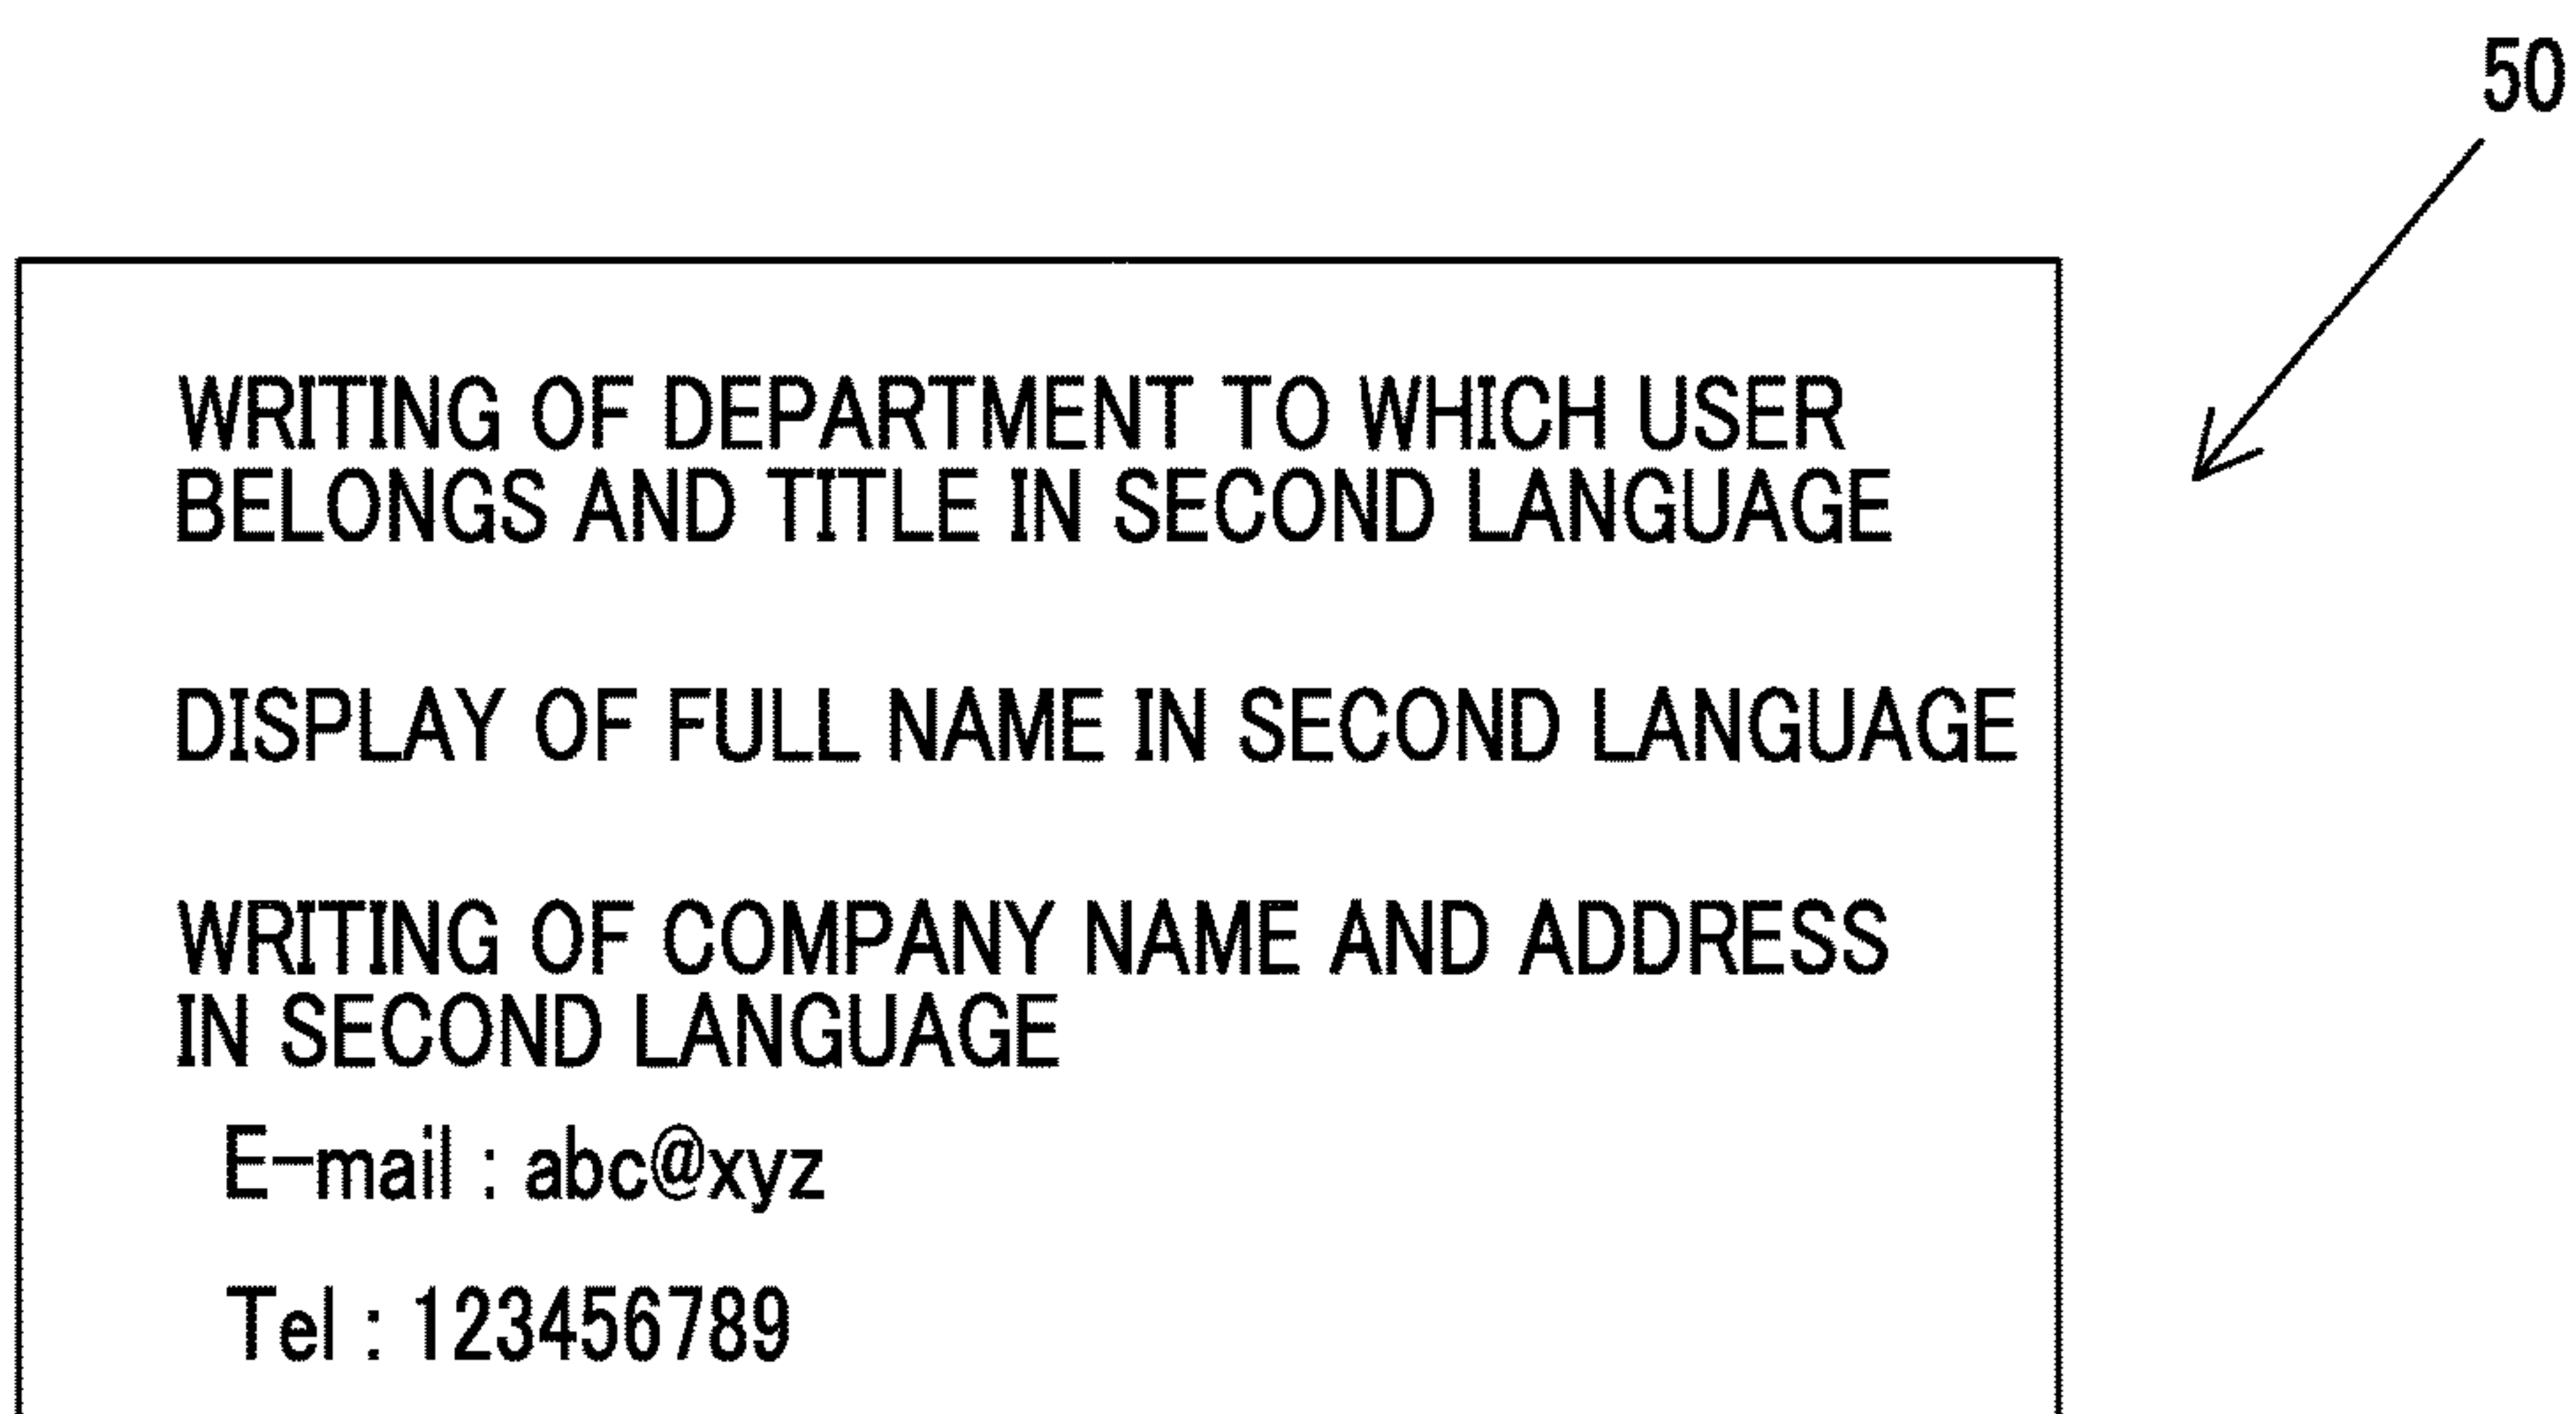 50
WRITING OF DEPARTMENT TO WHICH USER
BELONGS AND TITLE IN SECOND LANGUAGE
DISPLAY OF FULL NAME IN SECOND LANGUAGE
WRITING OF COMPANY NAME AND ADDRESS
IN SECOND LANGUAGE
E-mail : abc@xyz
Tel : 123456789